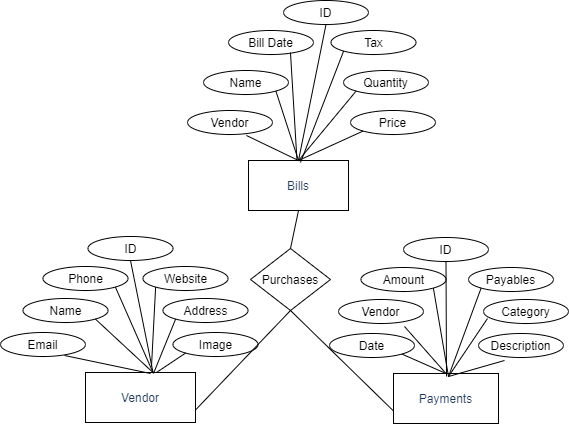 ID
Bill Date
Tax
Name
Quantity
Vendor
Price
Bills
Purchases
ID
Phone
Website
Name
Address
Email
Image
Vendor
ID
Amount
Payables
Vendor
Category
Date
Description
Payments